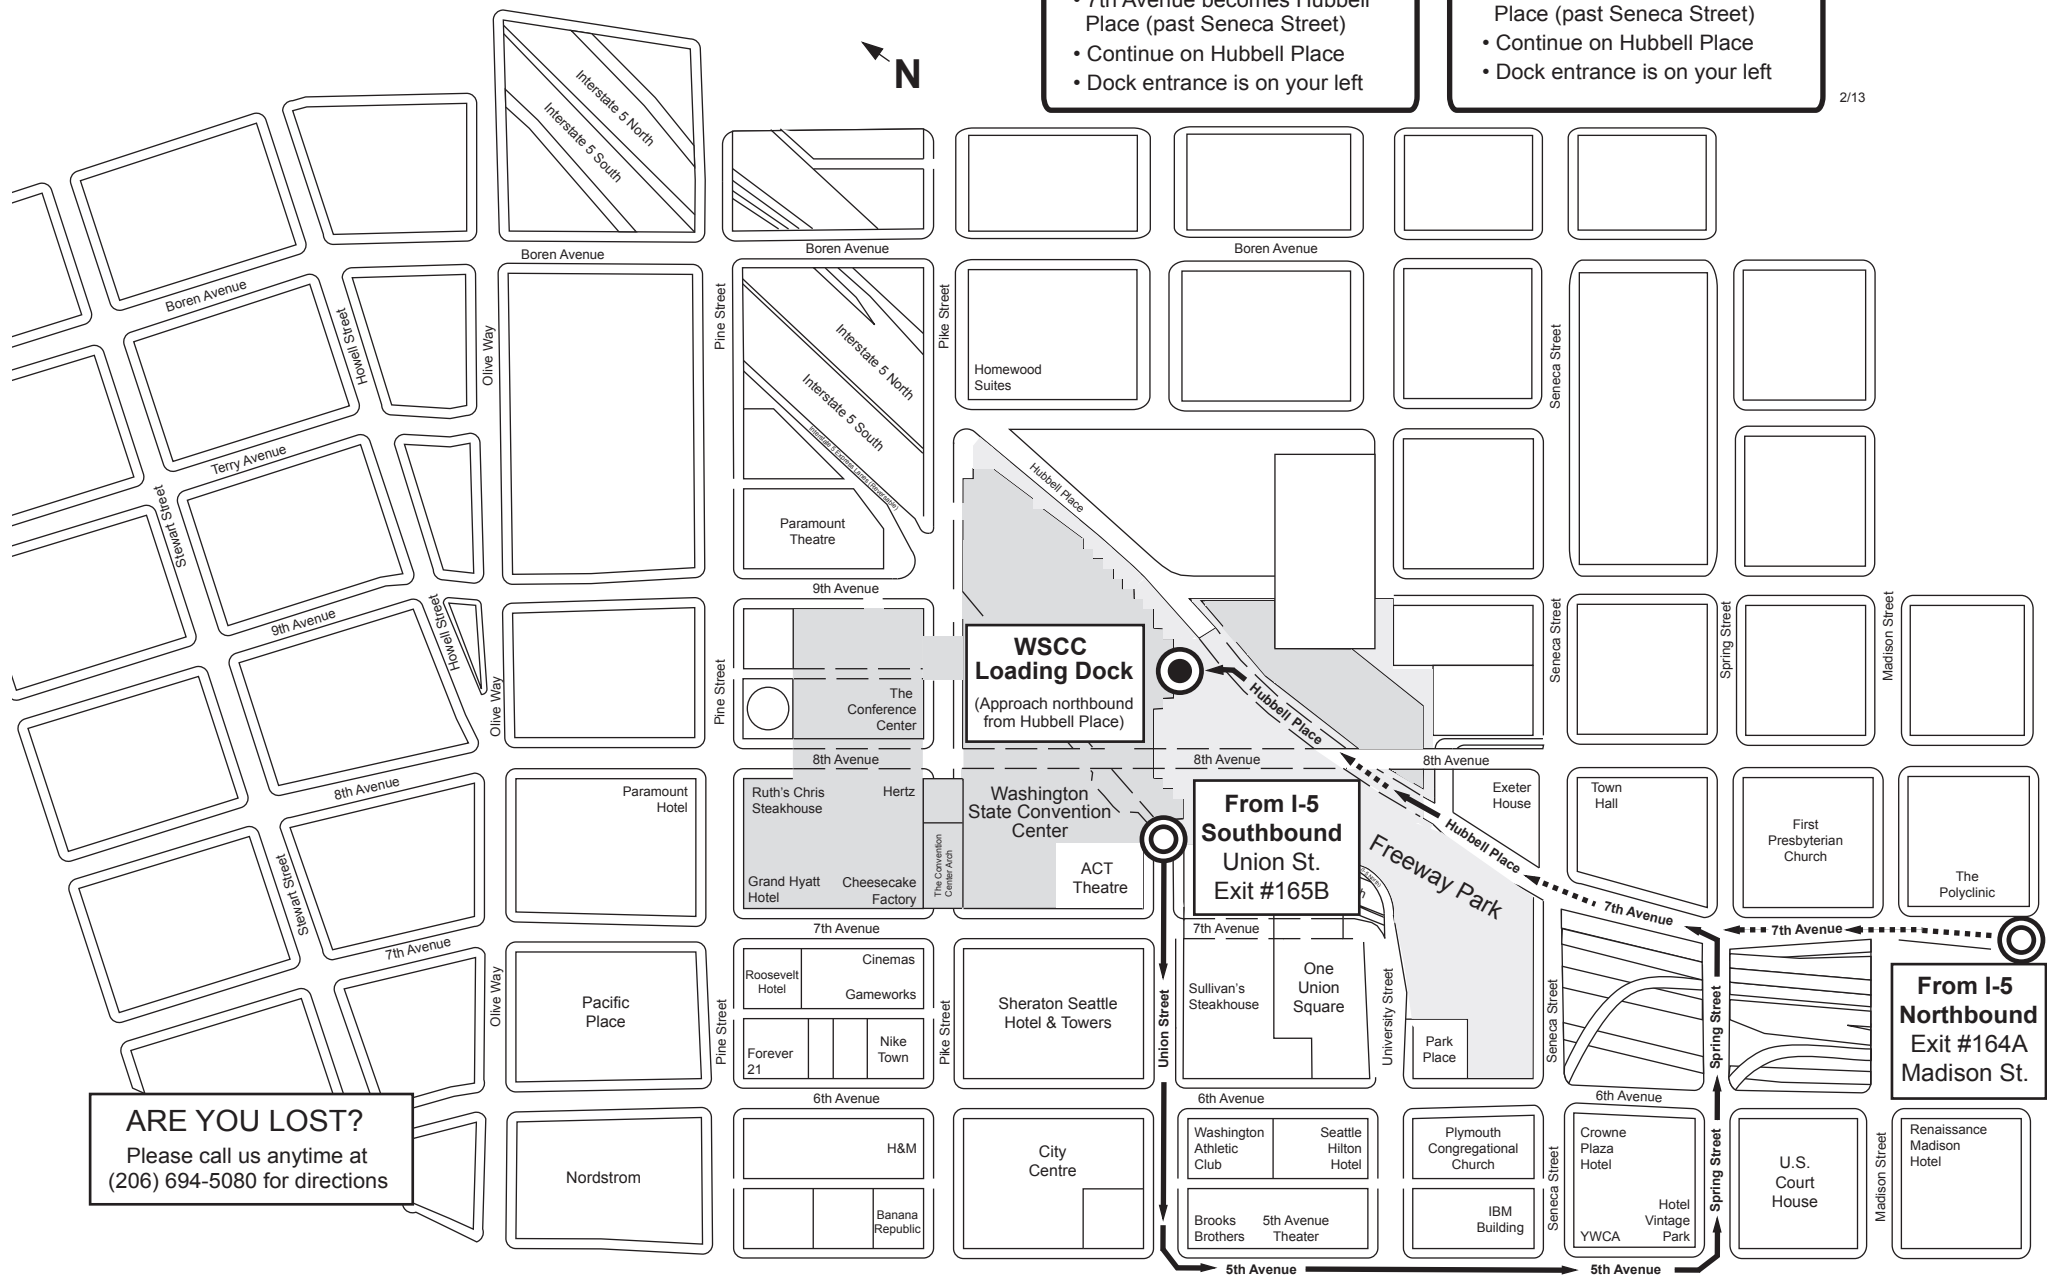 • 7th Avenue becomes Hubbell
Place (past Seneca Street)
• Continue on Hubbell Place
• Dock entrance is on your left
Place (past Seneca Street)
• Continue on Hubbell Place
• Dock entrance is on your left
2/13
N
Interstate 5 North
Interstate 5 South
Boren Avenue
Boren Avenue
Boren Avenue
Boren Avenue
Howell Street
Olive Way
Pine Street
Pike Street
Seneca Street
Interstate 5 North
Interstate 5 South
Interstate 5 Express Lanes (Reversable)
Homewood
Suites
Terry Avenue
Stewart Street
Hubbell Place
Paramount
Theatre
9th Avenue
9th Avenue
Howell Street
Olive Way
Pine Street
Seneca Street
Spring Street
Madison Street
WSCC
Loading Dock
(Approach northbound
from Hubbell Place)
The
Conference
Center
Hubbell Place
8th Avenue
8th Avenue
8th Avenue
8th Avenue
Paramount
Hotel
Ruth's Chris
Steakhouse
Hertz
Grand Hyatt
Hotel
Cheesecake
Factory
The Convention
Center Arch
Washington
State Convention
Center
ACT
Theatre
From I-5
Southbound
Union St.
Exit #165B
Freeway Park
Hubbell Place
Exeter
House
Town
Hall
First
Presbyterian
Church
The
Polyclinic
Stewart Street
7th Avenue
7th Avenue
7th Avenue
7th Avenue
7th Avenue
Olive Way
Pacific
Place
Pine Street
Roosevelt
Hotel
Cinemas
Gameworks
Forever
21
Nike
Town
Pike Street
Sheraton Seattle
Hotel & Towers
Union Street
Sullivan's
Steakhouse
One
Union
Square
University Street
Park
Place
Seneca Street
Spring Street
From I-5
Northbound
Exit #164A
Madison St.
6th Avenue
6th Avenue
6th Avenue
ARE YOU LOST?
Please call us anytime at
(206) 694-5080 for directions
Nordstrom
H&M
Banana
Republic
City
Centre
Washington
Athletic
Club
Seattle
Hilton
Hotel
Brooks
Brothers
5th Avenue
Theater
Plymouth
Congregational
Church
IBM
Building
Seneca Street
Crowne
Plaza
Hotel
Hotel
Vintage
Park
YWCA
Spring Street
U.S.
Court
House
Madison Street
Renaissance
Madison
Hotel
5th Avenue
5th Avenue